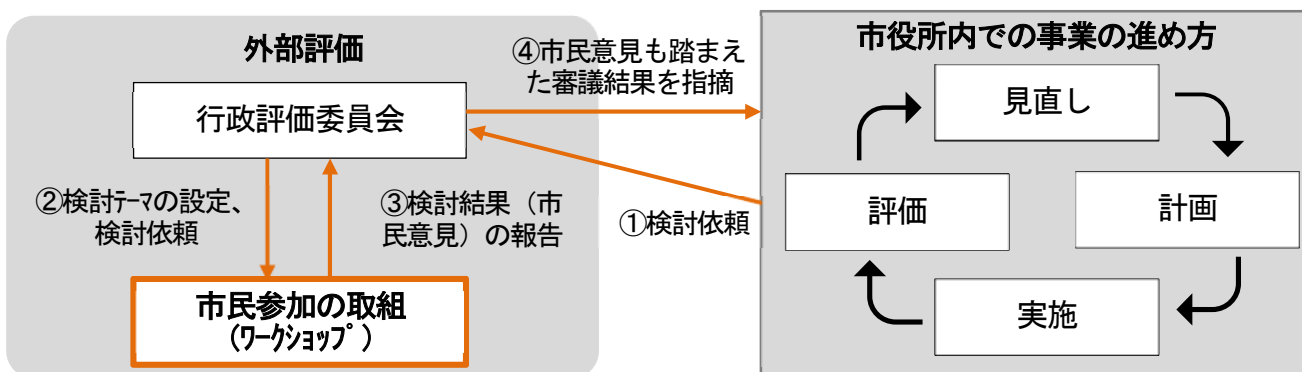 外部評価
行政評価委員会
②検討テーマの設定、
検討依頼
③検討結果（市
民意見）の報告
市民参加の取組
(ワークショップ)
④市民意見も踏まえ
た審議結果を指摘
①検討依頼
市役所内での事業の進め方
見直し
評価
計画
実施